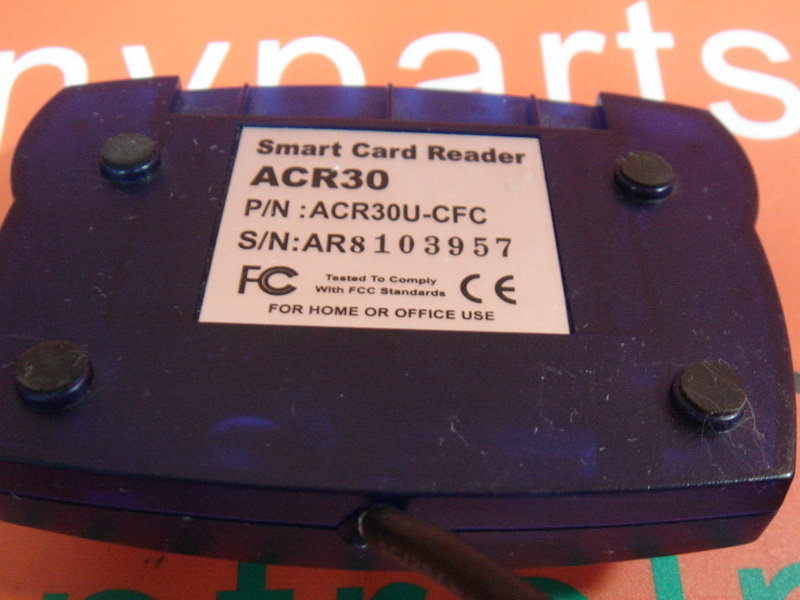 nyparts
Smart Card Reader
ACR30
P/N :ACR30U-CFC
S/N:AR8103957
FC Tested To Comply
With FCC Standards CE
FOR HOME OR OFFICE USE